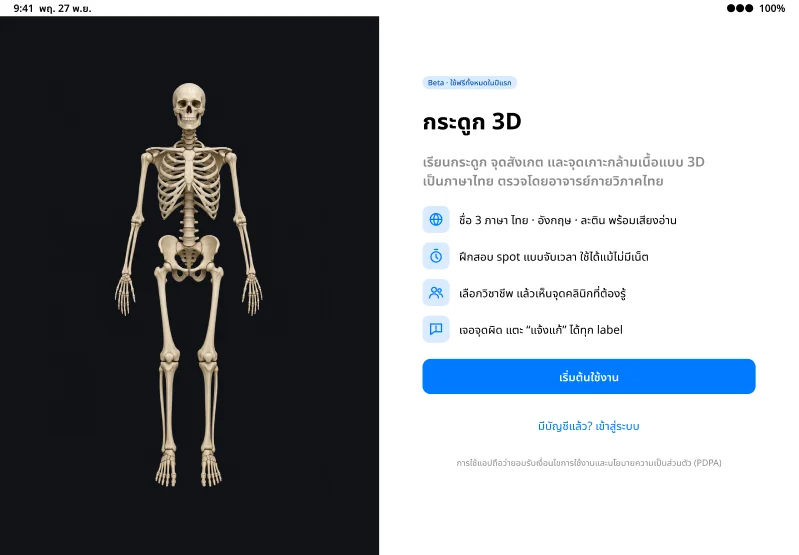 9:41 พฤ. 27 พ.ย.
100%
Beta · ใช้ฟรีทั้งหมดในปีแรก
กระดูก 3D
เรียนกระดูก จุดสังเกต และจุดเกาะกล้ามเนื้อแบบ 3D
เป็นภาษาไทย ตรวจโดยอาจารย์กายวิภาคไทย
ชื่อ 3 ภาษา ไทย · อังกฤษ · ละติน พร้อมเสียงอ่าน
ฝึกสอบ spot แบบจับเวลา ใช้ได้แม้ไม่มีเน็ต
เลือกวิชาชีพ แล้วเห็นจุดคลินิกที่ต้องรู้
เจอจุดผิด แตะ “แจ้งแก้” ได้ทุก label
เริ่มต้นใช้งาน
มีบัญชีแล้ว? เข้าสู่ระบบ
การใช้แอปถือว่ายอมรับเงื่อนไขการใช้งานและนโยบายความเป็นส่วนตัว (PDPA)